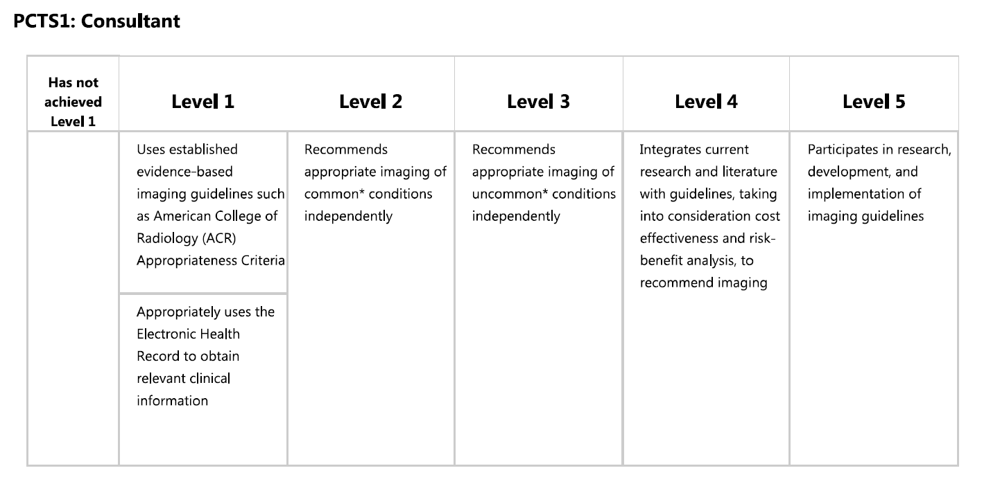 PCTS1: Consultant
Has not
achieved
Level 1
Level 1
Level 2
Level 3
Level 4
Level 5
Uses established
evidence-based
imaging guidelines such
as American College of
Radiology (ACR)
Appropriateness Criteria
Appropriately uses the
Electronic Health
Record to obtain
relevant clinical
information
Recommends
appropriate imaging of
common* conditions
independently
Recommends
appropriate imaging of
uncommon* conditions
independently
Integrates current
research and literature
with guidelines, taking
into consideration cost
effectiveness and risk-
benefit analysis, to
recommend imaging
Participates in research,
development, and
implementation of
imaging guidelines